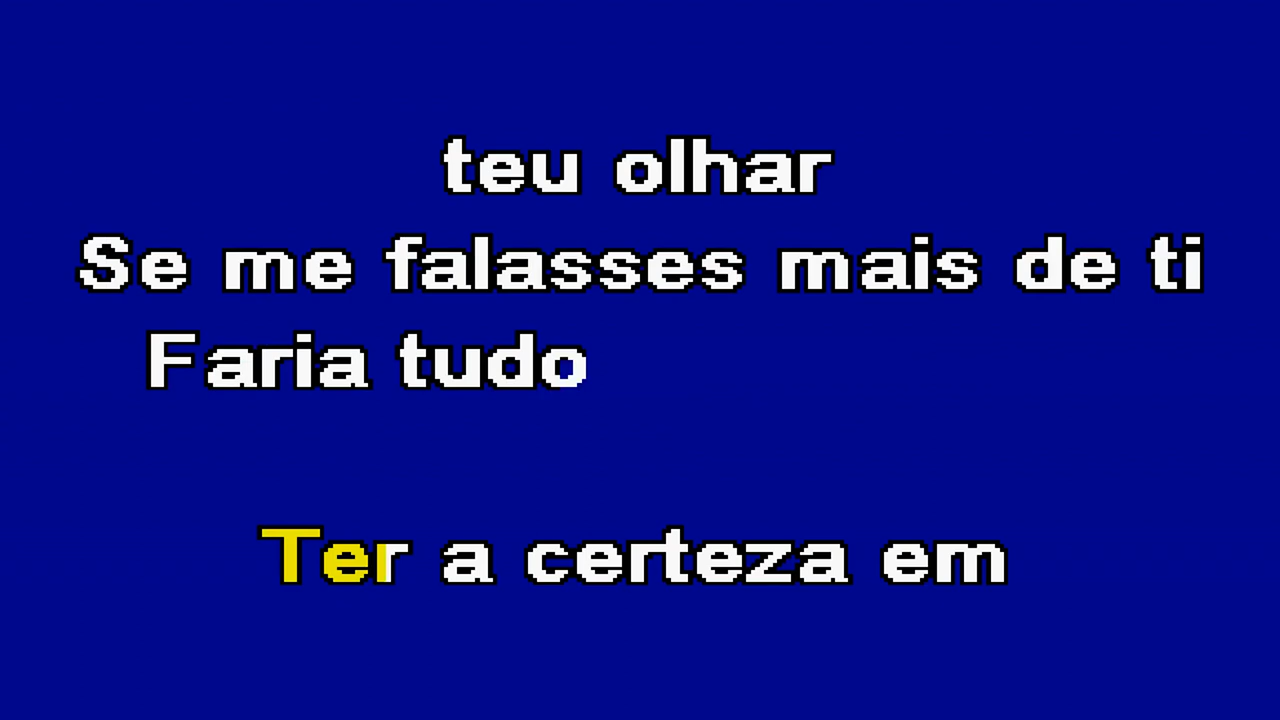 teu olhar
Se me falasses mais de ti
Faria tudo
Ter a certeza em